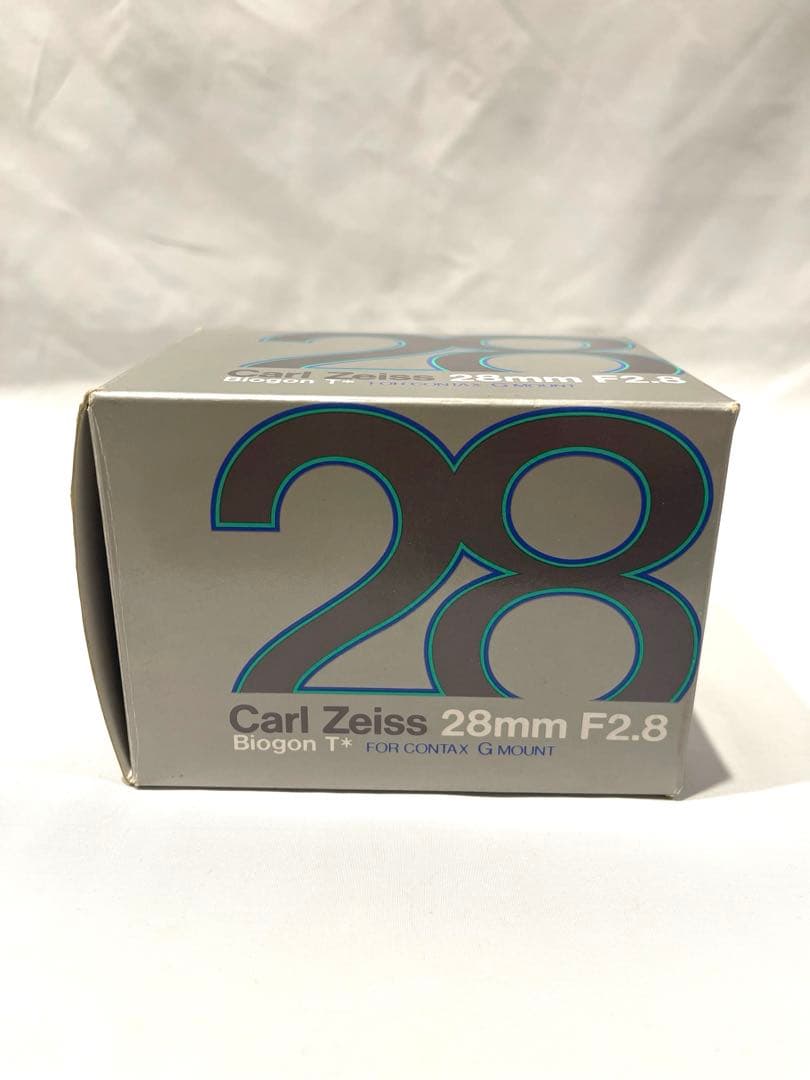 28
Carl Zeiss 28mm F2.8
Biogon T* FOR CONTAX G MOUNT
28
Carl Zeiss 28mm F2.8
Biogon T* FOR CONTAX G MOUNT